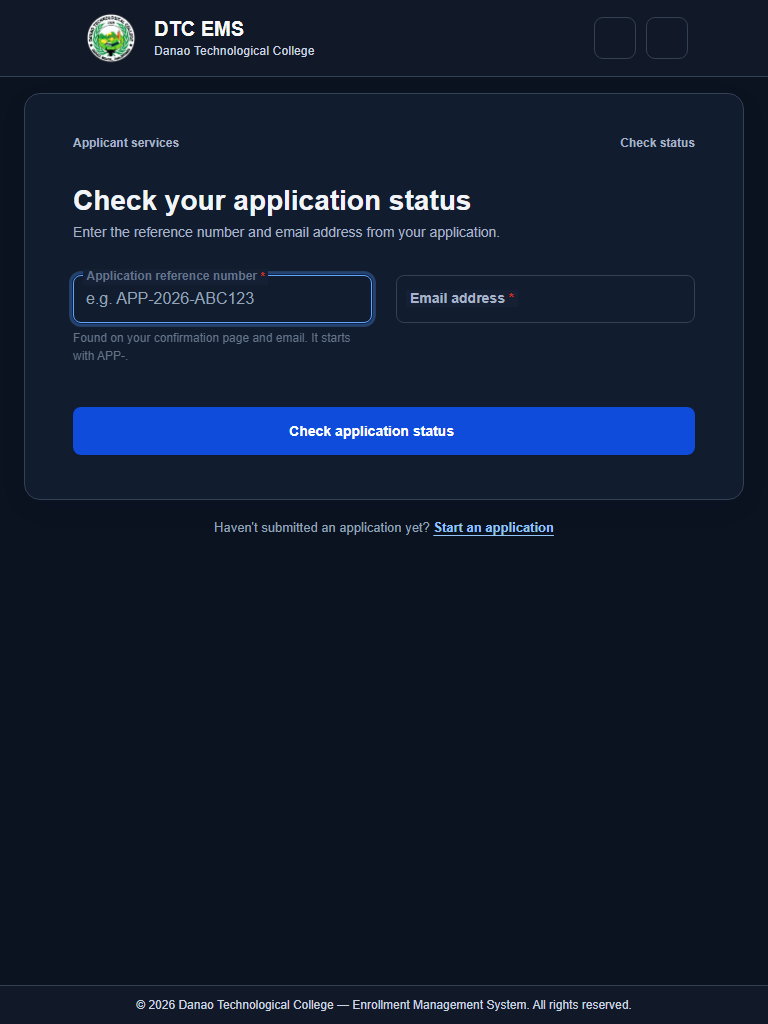 DTC EMS
Danao Technological College
Applicant services
Check status
Check your application status
Enter the reference number and email address from your application.
Application reference number *
e.g. APP-2026-ABC123
Email address *
Found on your confirmation page and email. It starts
with APP-.
Check application status
Haven't submitted an application yet? Start an application
© 2026 Danao Technological College — Enrollment Management System. All rights reserved.